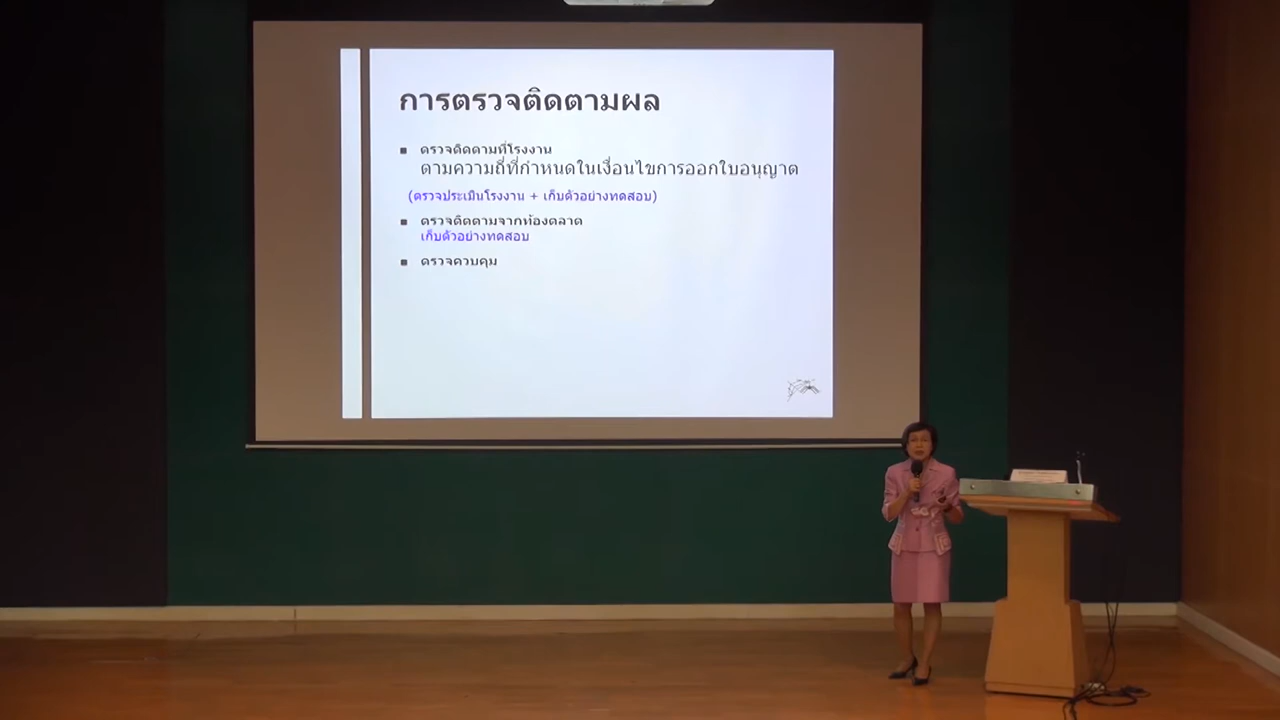 การตรวจติดตามผล
ตรวจติดตามที่โรงงาน
ตามความถี่ที่กำหนดในเงื่อนไขการออกใบอนุญาต
(ตรวจประเมินโรงงาน + เก็บตัวอย่างทดสอบ)
ตรวจติดตามจากท้องตลาด
เก็บตัวอย่างทดสอบ
ตรวจควบคุม